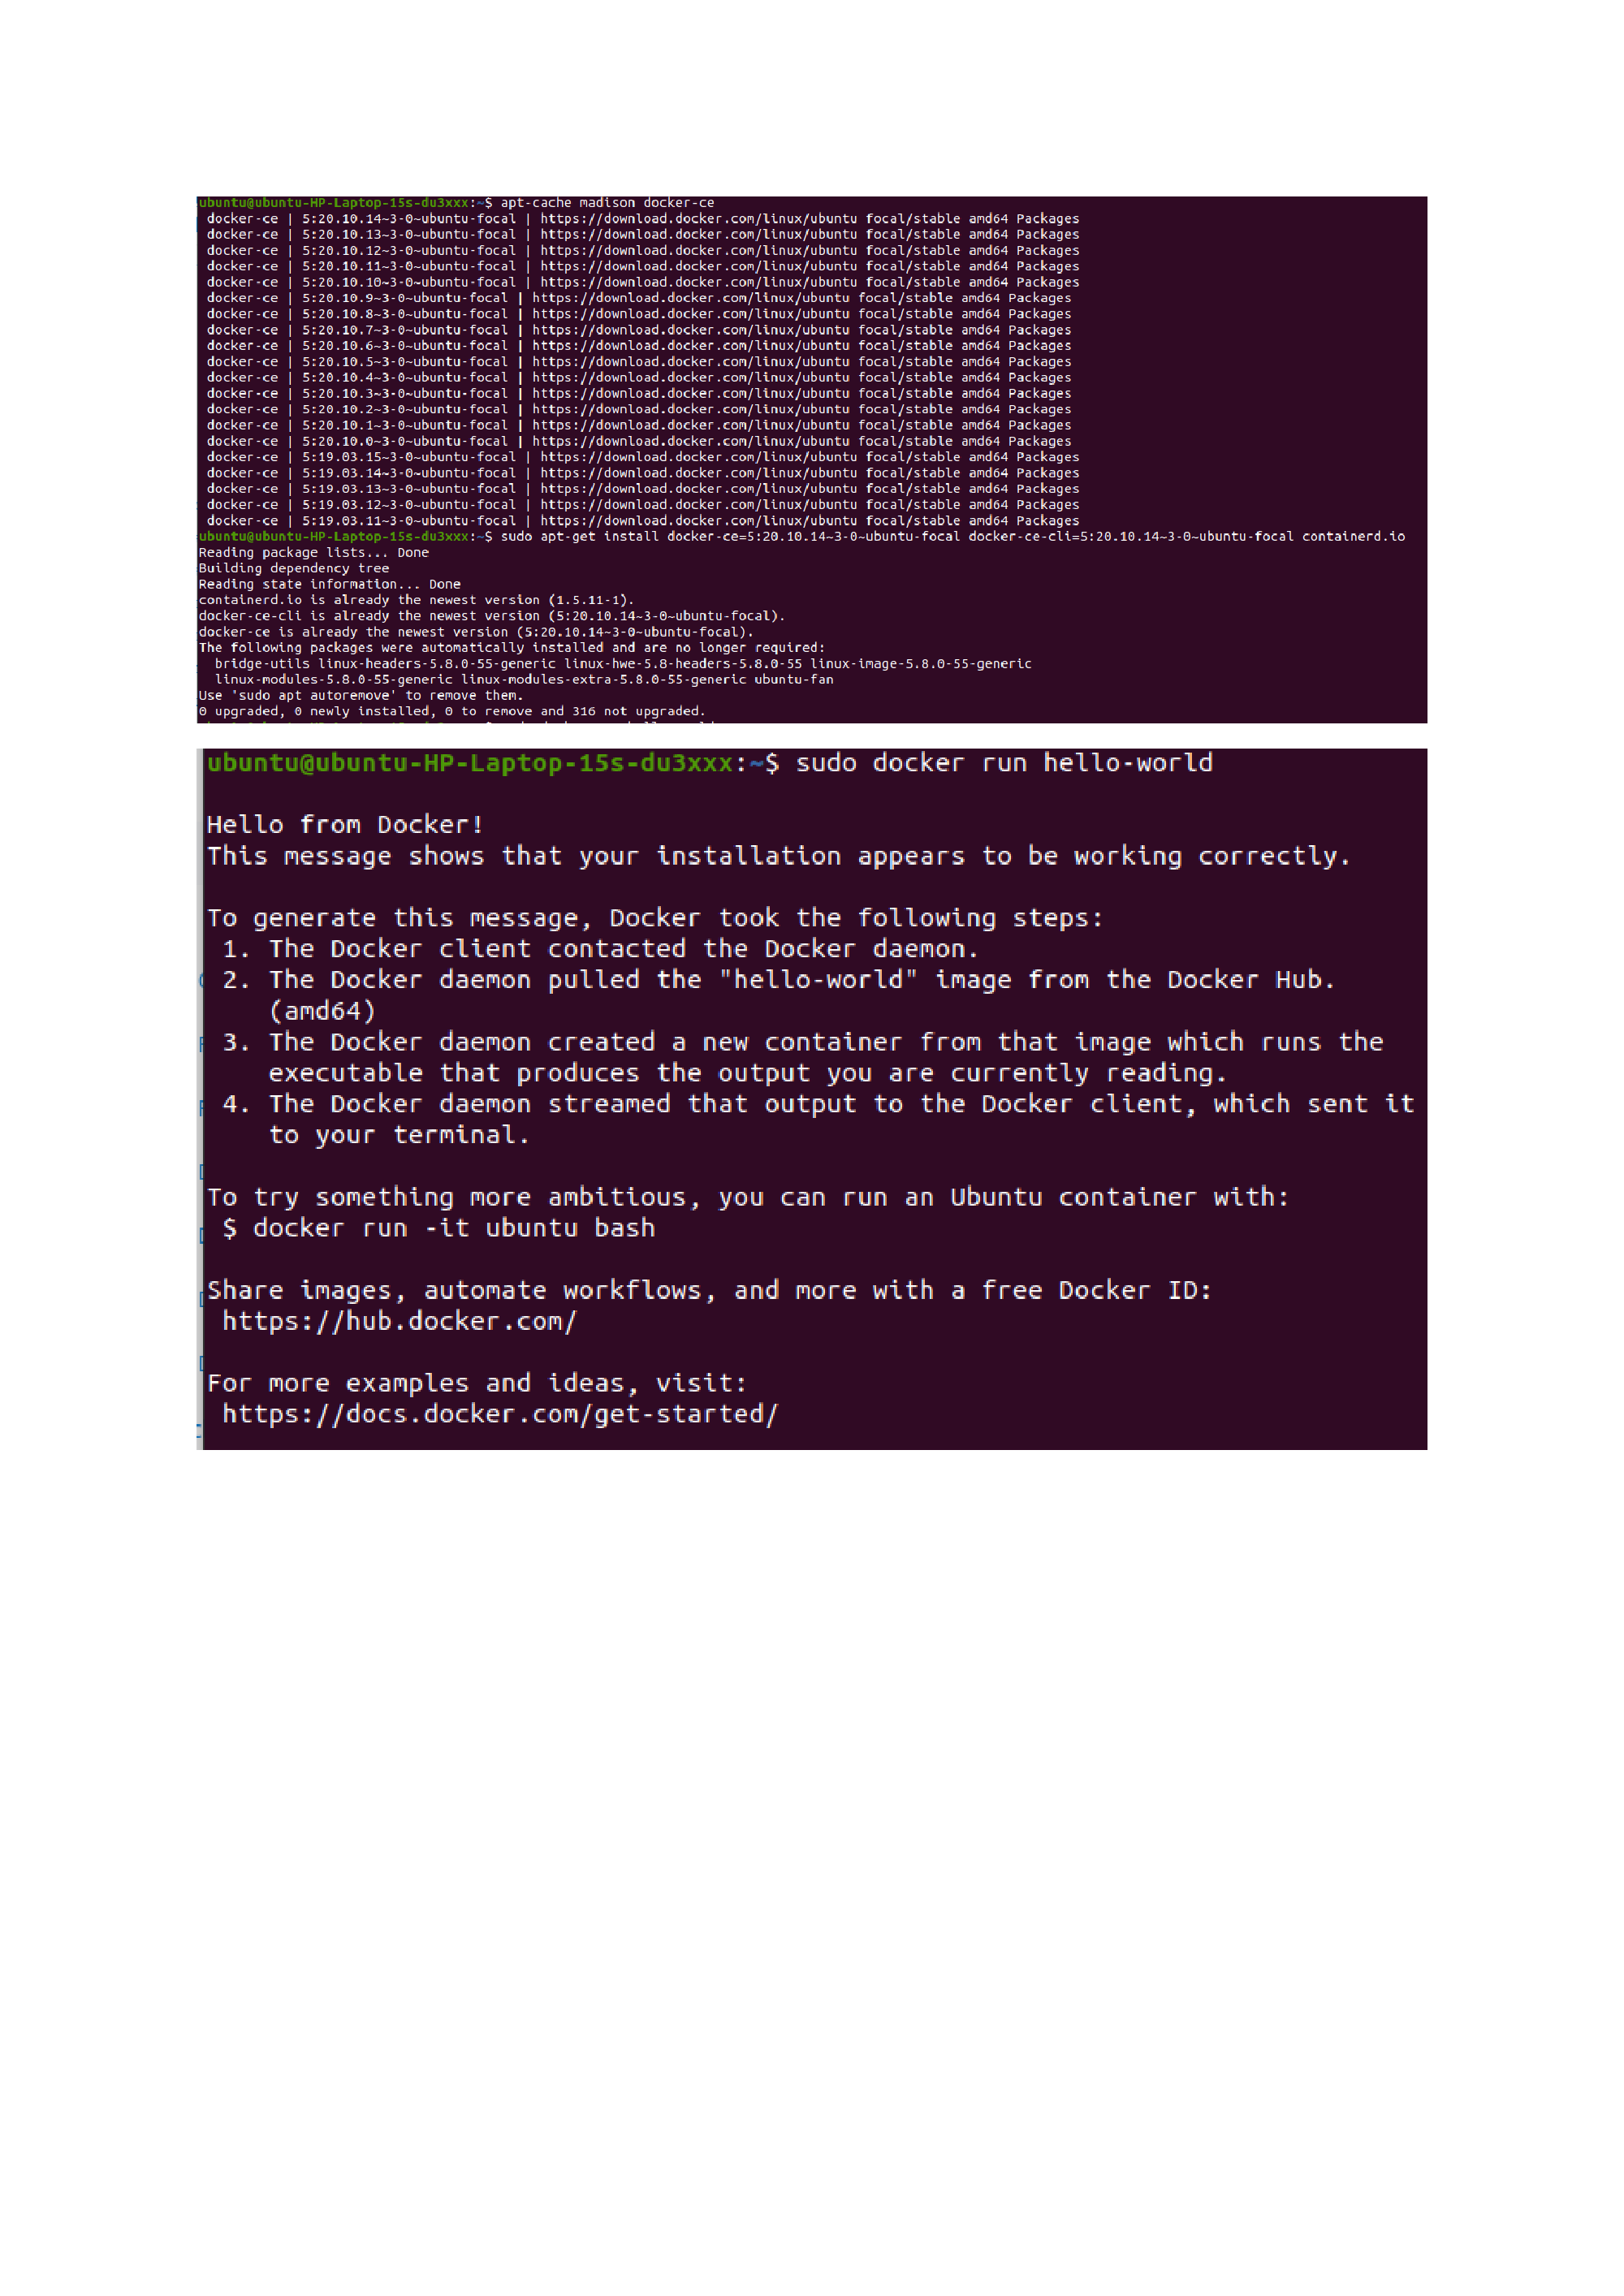 ubuntu@ubuntu-HP-Laptop-15s-du3xxx:~$ apt-cache madison docker-ce
docker-ce | 5:20.10.14~3-0~ubuntu-focal | https://download.docker.com/linux/ubuntu focal/stable amd64 Packages
docker-ce | 5:20.10.13~3-0~ubuntu-focal | https://download.docker.com/linux/ubuntu focal/stable amd64 Packages
docker-ce | 5:20.10.12~3-0~ubuntu-focal | https://download.docker.com/linux/ubuntu focal/stable amd64 Packages
docker-ce | 5:20.10.11~3-0~ubuntu-focal | https://download.docker.com/linux/ubuntu focal/stable amd64 Packages
docker-ce | 5:20.10.10~3-0~ubuntu-focal | https://download.docker.com/linux/ubuntu focal/stable amd64 Packages
docker-ce | 5:20.10.9~3-0~ubuntu-focal | https://download.docker.com/linux/ubuntu focal/stable amd64 Packages
docker-ce | 5:20.10.8~3-0~ubuntu-focal | https://download.docker.com/linux/ubuntu focal/stable amd64 Packages
docker-ce | 5:20.10.7~3-0~ubuntu-focal | https://download.docker.com/linux/ubuntu focal/stable amd64 Packages
docker-ce | 5:20.10.6~3-0~ubuntu-focal | https://download.docker.com/linux/ubuntu focal/stable amd64 Packages
docker-ce | 5:20.10.5~3-0~ubuntu-focal | https://download.docker.com/linux/ubuntu focal/stable amd64 Packages
docker-ce | 5:20.10.4~3-0~ubuntu-focal | https://download.docker.com/linux/ubuntu focal/stable amd64 Packages
docker-ce | 5:20.10.3~3-0~ubuntu-focal | https://download.docker.com/linux/ubuntu focal/stable amd64 Packages
docker-ce | 5:20.10.2~3-0~ubuntu-focal | https://download.docker.com/linux/ubuntu focal/stable amd64 Packages
docker-ce | 5:20.10.1~3-0~ubuntu-focal | https://download.docker.com/linux/ubuntu focal/stable amd64 Packages
docker-ce | 5:20.10.0~3-0~ubuntu-focal | https://download.docker.com/linux/ubuntu focal/stable amd64 Packages
docker-ce | 5:19.03.15~3-0~ubuntu-focal | https://download.docker.com/linux/ubuntu focal/stable amd64 Packages
docker-ce | 5:19.03.14~3-0~ubuntu-focal | https://download.docker.com/linux/ubuntu focal/stable amd64 Packages
docker-ce | 5:19.03.13~3-0~ubuntu-focal | https://download.docker.com/linux/ubuntu focal/stable amd64 Packages
docker-ce | 5:19.03.12~3-0~ubuntu-focal | https://download.docker.com/linux/ubuntu focal/stable amd64 Packages
docker-ce | 5:19.03.11~3-0~ubuntu-focal | https://download.docker.com/linux/ubuntu focal/stable amd64 Packages
ubuntu@ubuntu-HP-Laptop-15s-du3xxx:~$ sudo apt-get install docker-ce=5:20.10.14~3-0~ubuntu-focal docker-ce-cli=5:20.10.14~3-0~ubuntu-focal containerd.io
Reading package lists... Done
Building dependency tree
Reading state information... Done
containerd.io is already the newest version (1.5.11-1).
docker-ce-cli is already the newest version (5:20.10.14~3-0~ubuntu-focal).
docker-ce is already the newest version (5:20.10.14~3-0~ubuntu-focal).
The following packages were automatically installed and are no longer required:
bridge-utils linux-headers-5.8.0-55-generic linux-hwe-5.8-headers-5.8.0-55 linux-image-5.8.0-55-generic
linux-modules-5.8.0-55-generic linux-modules-extra-5.8.0-55-generic ubuntu-fan
Use 'sudo apt autoremove' to remove them.
0 upgraded, 0 newly installed, 0 to remove and 316 not upgraded.
ubuntu@ubuntu-HP-Laptop-15s-du3xxx:~$ sudo docker run hello-world
Hello from Docker!
This message shows that your installation appears to be working correctly.
To generate this message, Docker took the following steps:
1. The Docker client contacted the Docker daemon.
2. The Docker daemon pulled the "hello-world" image from the Docker Hub.
(amd64)
3. The Docker daemon created a new container from that image which runs the
executable that produces the output you are currently reading.
4. The Docker daemon streamed that output to the Docker client, which sent it
to your terminal.
To try something more ambitious, you can run an Ubuntu container with:
$ docker run -it ubuntu bash
Share images, automate workflows, and more with a free Docker ID:
https://hub.docker.com/
For more examples and ideas, visit:
https://docs.docker.com/get-started/